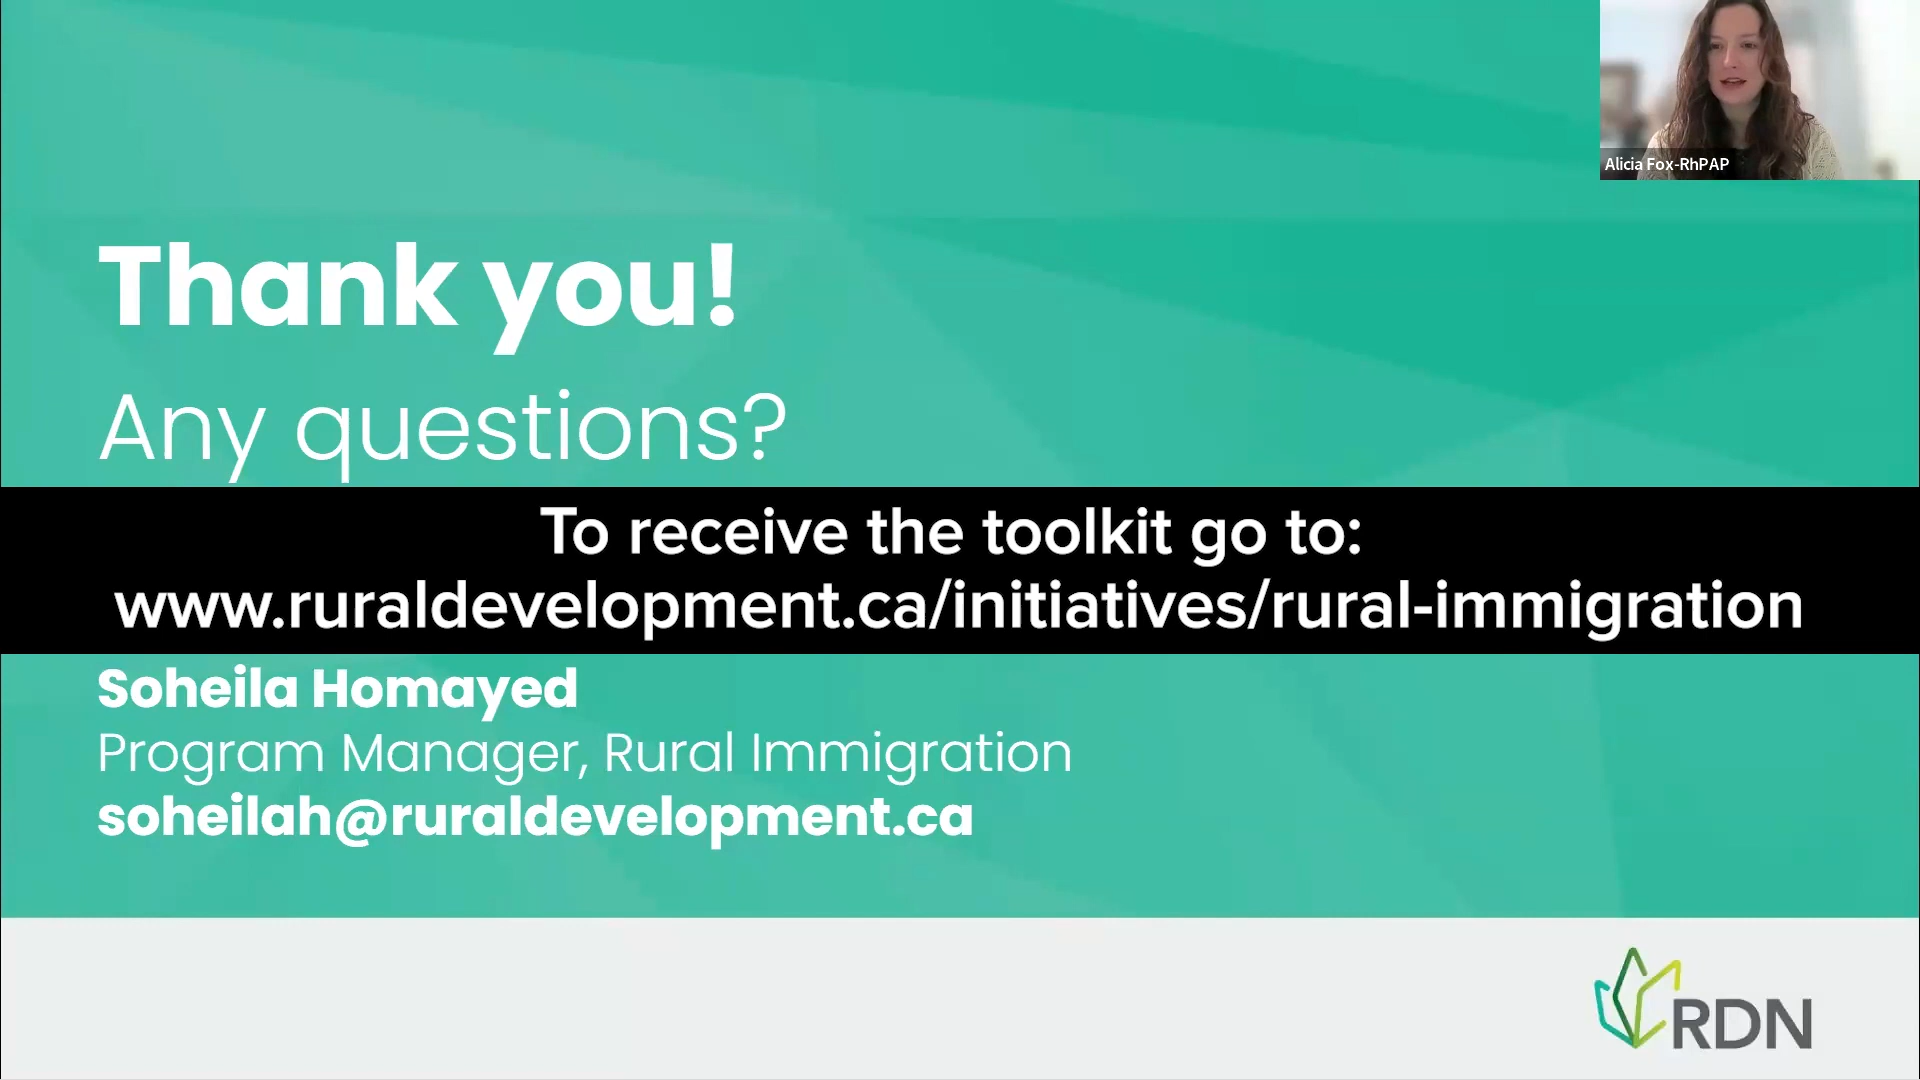 Alicia Fox-RhPAP
Thank you!
Any questions?
To receive the toolkit go to:
www.ruraldevelopment.ca/initiatives/rural-immigration
Soheila Homayed
Program Manager, Rural Immigration
soheilah@ruraldevelopment.ca
RDN